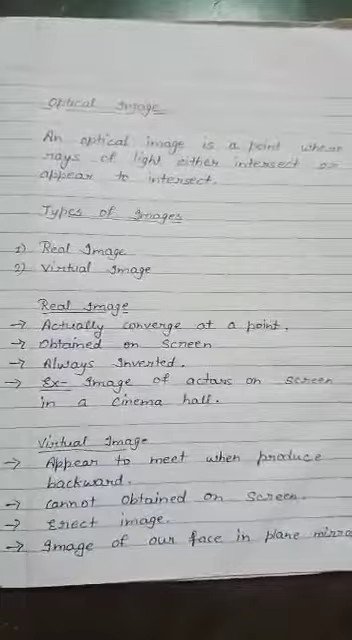 Optical Image
An optical image is a point where
rays of light either intersect or
appear to intersect.
Types of Images
1) Real Image
2) Virtual Image
Real Image
→ Actually converge at a point.
→ Obtained on Screen
→ Always Inverted.
→ Ex- Image of actors on screen
in a cinema hall.
Virtual Image
→ Appear to meet when produce
backward.
→ Cannot obtained on screen.
→ Erect image.
→ Image of our face in plane mirro